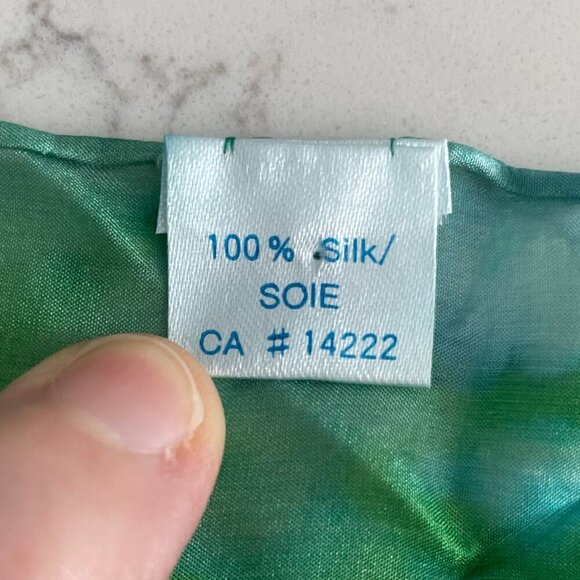 100% Silk/
SOIE
CA # 14222